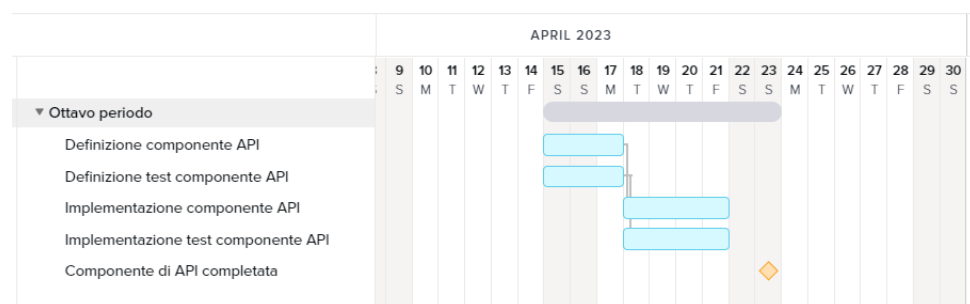 APRIL 2023
9 10 11 12 13 14 15 16 17 18 19 20 21 22 23 24 25 26 27 28 29 30
S M T W T F S S M T W T F S S M T W T F S S
Ottavo periodo
Definizione componente API
Definizione test componente API
Implementazione componente API
Implementazione test componente API
Componente di API completata